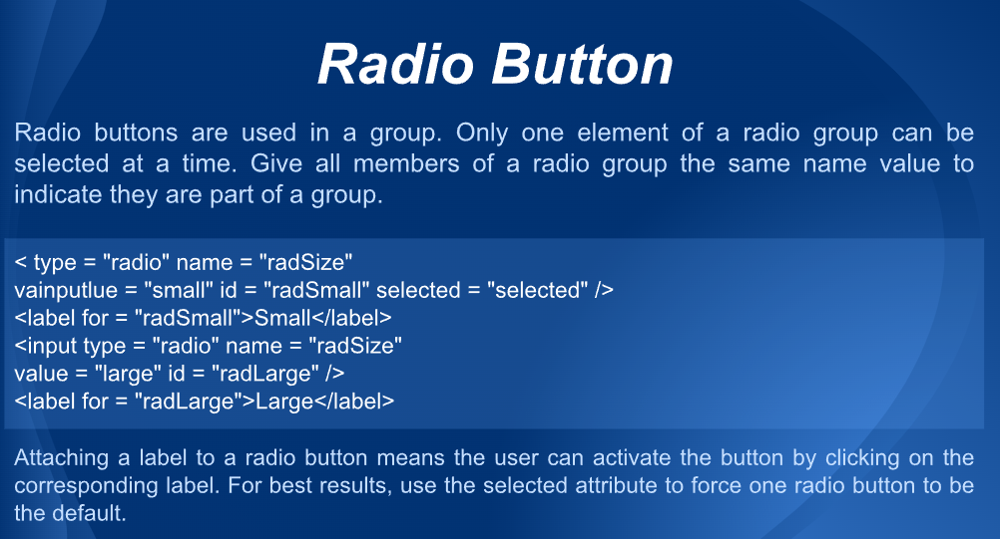 Radio Button
Radio buttons are used in a group. Only one element of a radio group can be
selected at a time. Give all members of a radio group the same name value to
indicate they are part of a group.
< type = "radio" name = "radSize"
vainputlue = "small" id = "radSmall" selected = "selected" />
<label for = "radSmall">Small</label>
<input type = "radio" name = "radSize"
value = "large" id = "radLarge" />
<label for = "radLarge">Large</label>
Attaching a label to a radio button means the user can activate the button by clicking on the
corresponding label. For best results, use the selected attribute to force one radio button to be
the default.